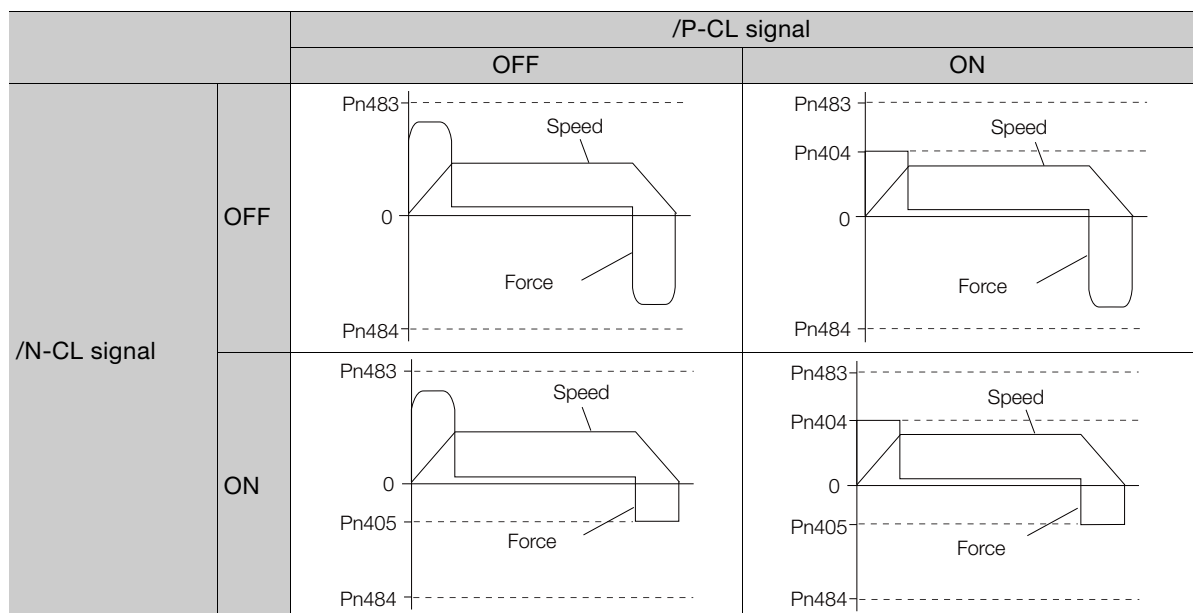 /P-CL signal
OFF
ON
/N-CL signal
OFF
Pn483
Speed
0
Force
Pn484
Pn483
Pn404
Speed
0
Force
Pn484
ON
Pn483
Speed
0
Pn405
Force
Pn484
Pn483
Pn404
Speed
0
Pn405
Force
Pn484